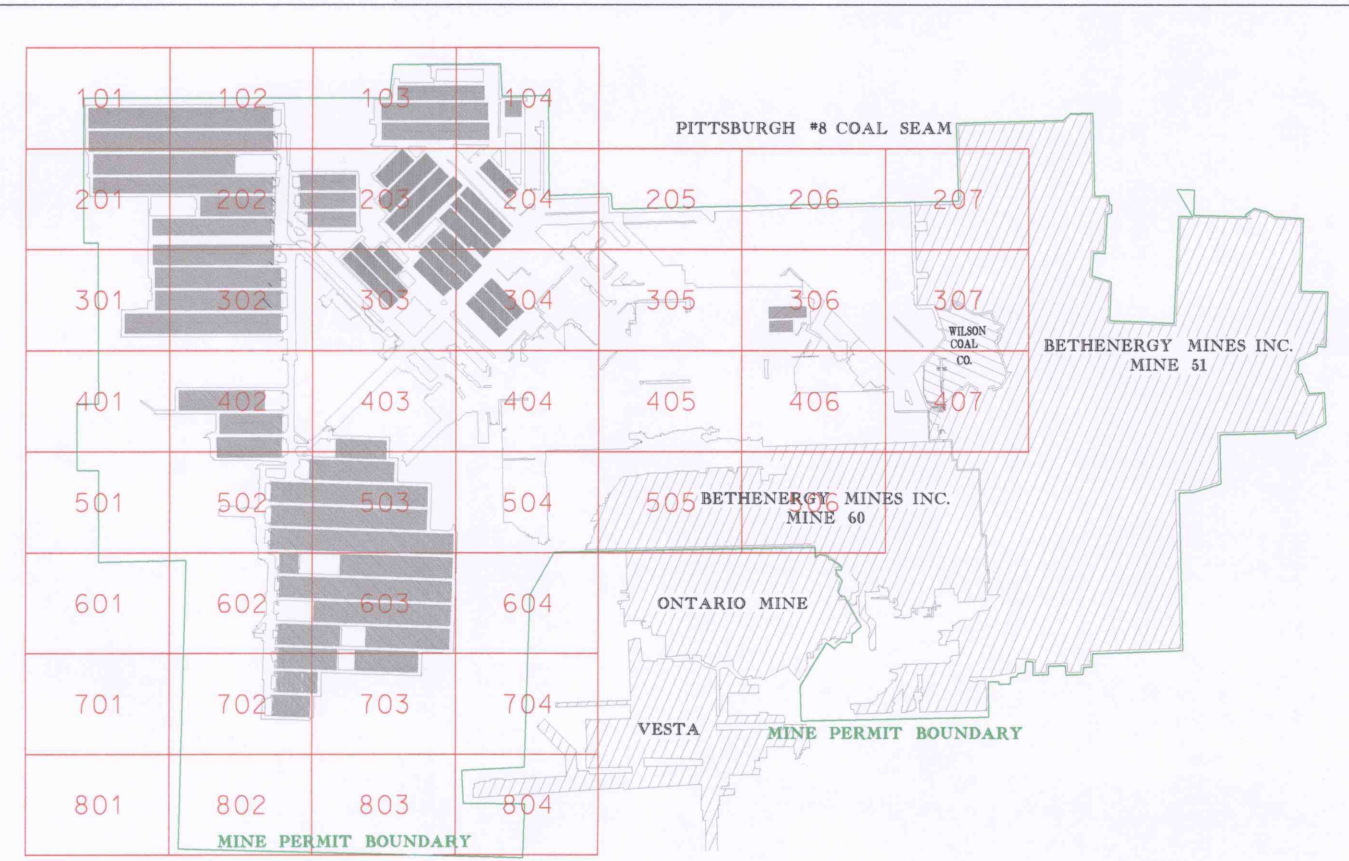 101 102 103 104
PITTSBURGH #8 COAL SEAM
201 202 203 204 205 206 207
301 302 303 304 305 306 307
WILSON
COAL
CO.
BETHENERGY MINES INC.
MINE 51
401 402 403 404 405 406 407
501 502 503 504 505 506
BETHENERGY MINES INC.
MINE 60
601 602 603 604
ONTARIO MINE
701 702 703 704
VESTA
MINE PERMIT BOUNDARY
801 802 803 804
MINE PERMIT BOUNDARY